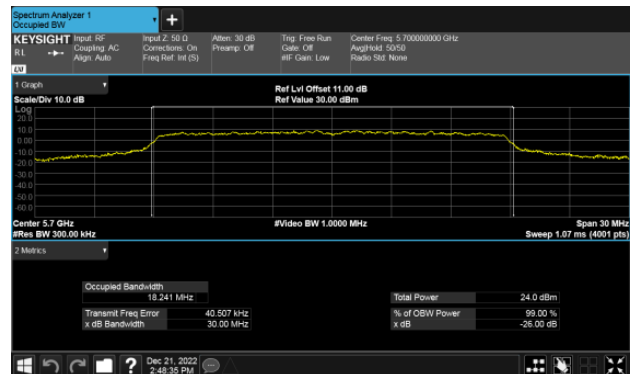 Spectrum Analyzer 1
Occupied BW
KEYSIGHT Input: RF Input Z: 50 Ω Atten: 30 dB Trig: Free Run Center Freq: 5.700000000 GHz
RL Coupling: AC Corrections: On Preamp: Off Gate: Off Avg|Hold: 50/50
Align: Auto Freq Ref: Int (S) #IF Gain: Low Radio Std: None
LXI
1 Graph Ref Lvl Offset 11.00 dB
Scale/Div 10.0 dB Ref Value 30.00 dBm
Log
20.0
10.0
0.00
-10.0
-20.0
-30.0
-40.0
-50.0
-60.0
Center 5.7 GHz #Video BW 1.0000 MHz Span 30 MHz
#Res BW 300.00 kHz Sweep 1.07 ms (4001 pts)
2 Metrics
Occupied Bandwidth
18.241 MHz Total Power 24.0 dBm
Transmit Freq Error 40.507 kHz % of OBW Power 99.00 %
x dB Bandwidth 30.00 MHz x dB -26.00 dB
? Dec 21, 2022
2:48:35 PM